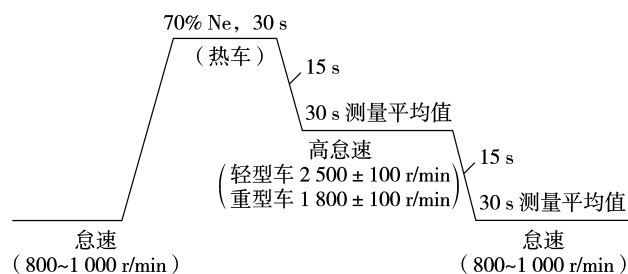 70% Ne，30 s
（热车）
15 s
30 s 测量平均值
高怠速
（轻型车 2 500 ± 100 r/min
重型车 1 800 ± 100 r/min）
15 s
30 s 测量平均值
怠速
（800~1 000 r/min）
怠速
（800~1 000 r/min）